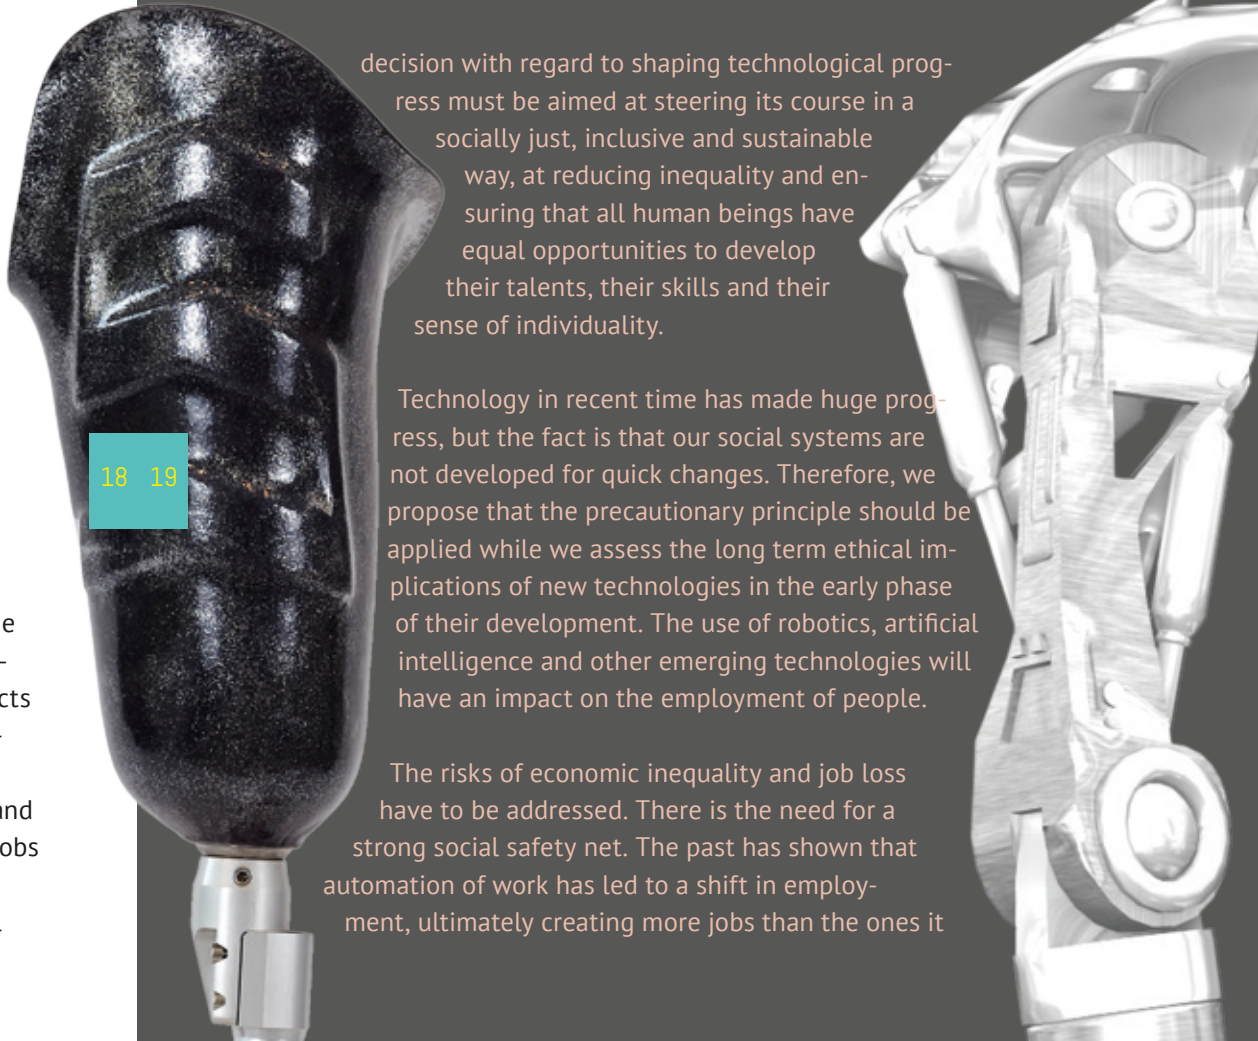 decision with regard to shaping technological prog-
ress must be aimed at steering its course in a
socially just, inclusive and sustainable
way, at reducing inequality and en-
suring that all human beings have
equal opportunities to develop
their talents, their skills and their
sense of individuality.
Technology in recent time has made huge prog-
ress, but the fact is that our social systems are
not developed for quick changes. Therefore, we
propose that the precautionary principle should be
applied while we assess the long term ethical im-
plications of new technologies in the early phase
of their development. The use of robotics, artificial
intelligence and other emerging technologies will
have an impact on the employment of people.
The risks of economic inequality and job loss
have to be addressed. There is the need for a
strong social safety net. The past has shown that
automation of work has led to a shift in employ-
ment, ultimately creating more jobs than the ones it
18 19